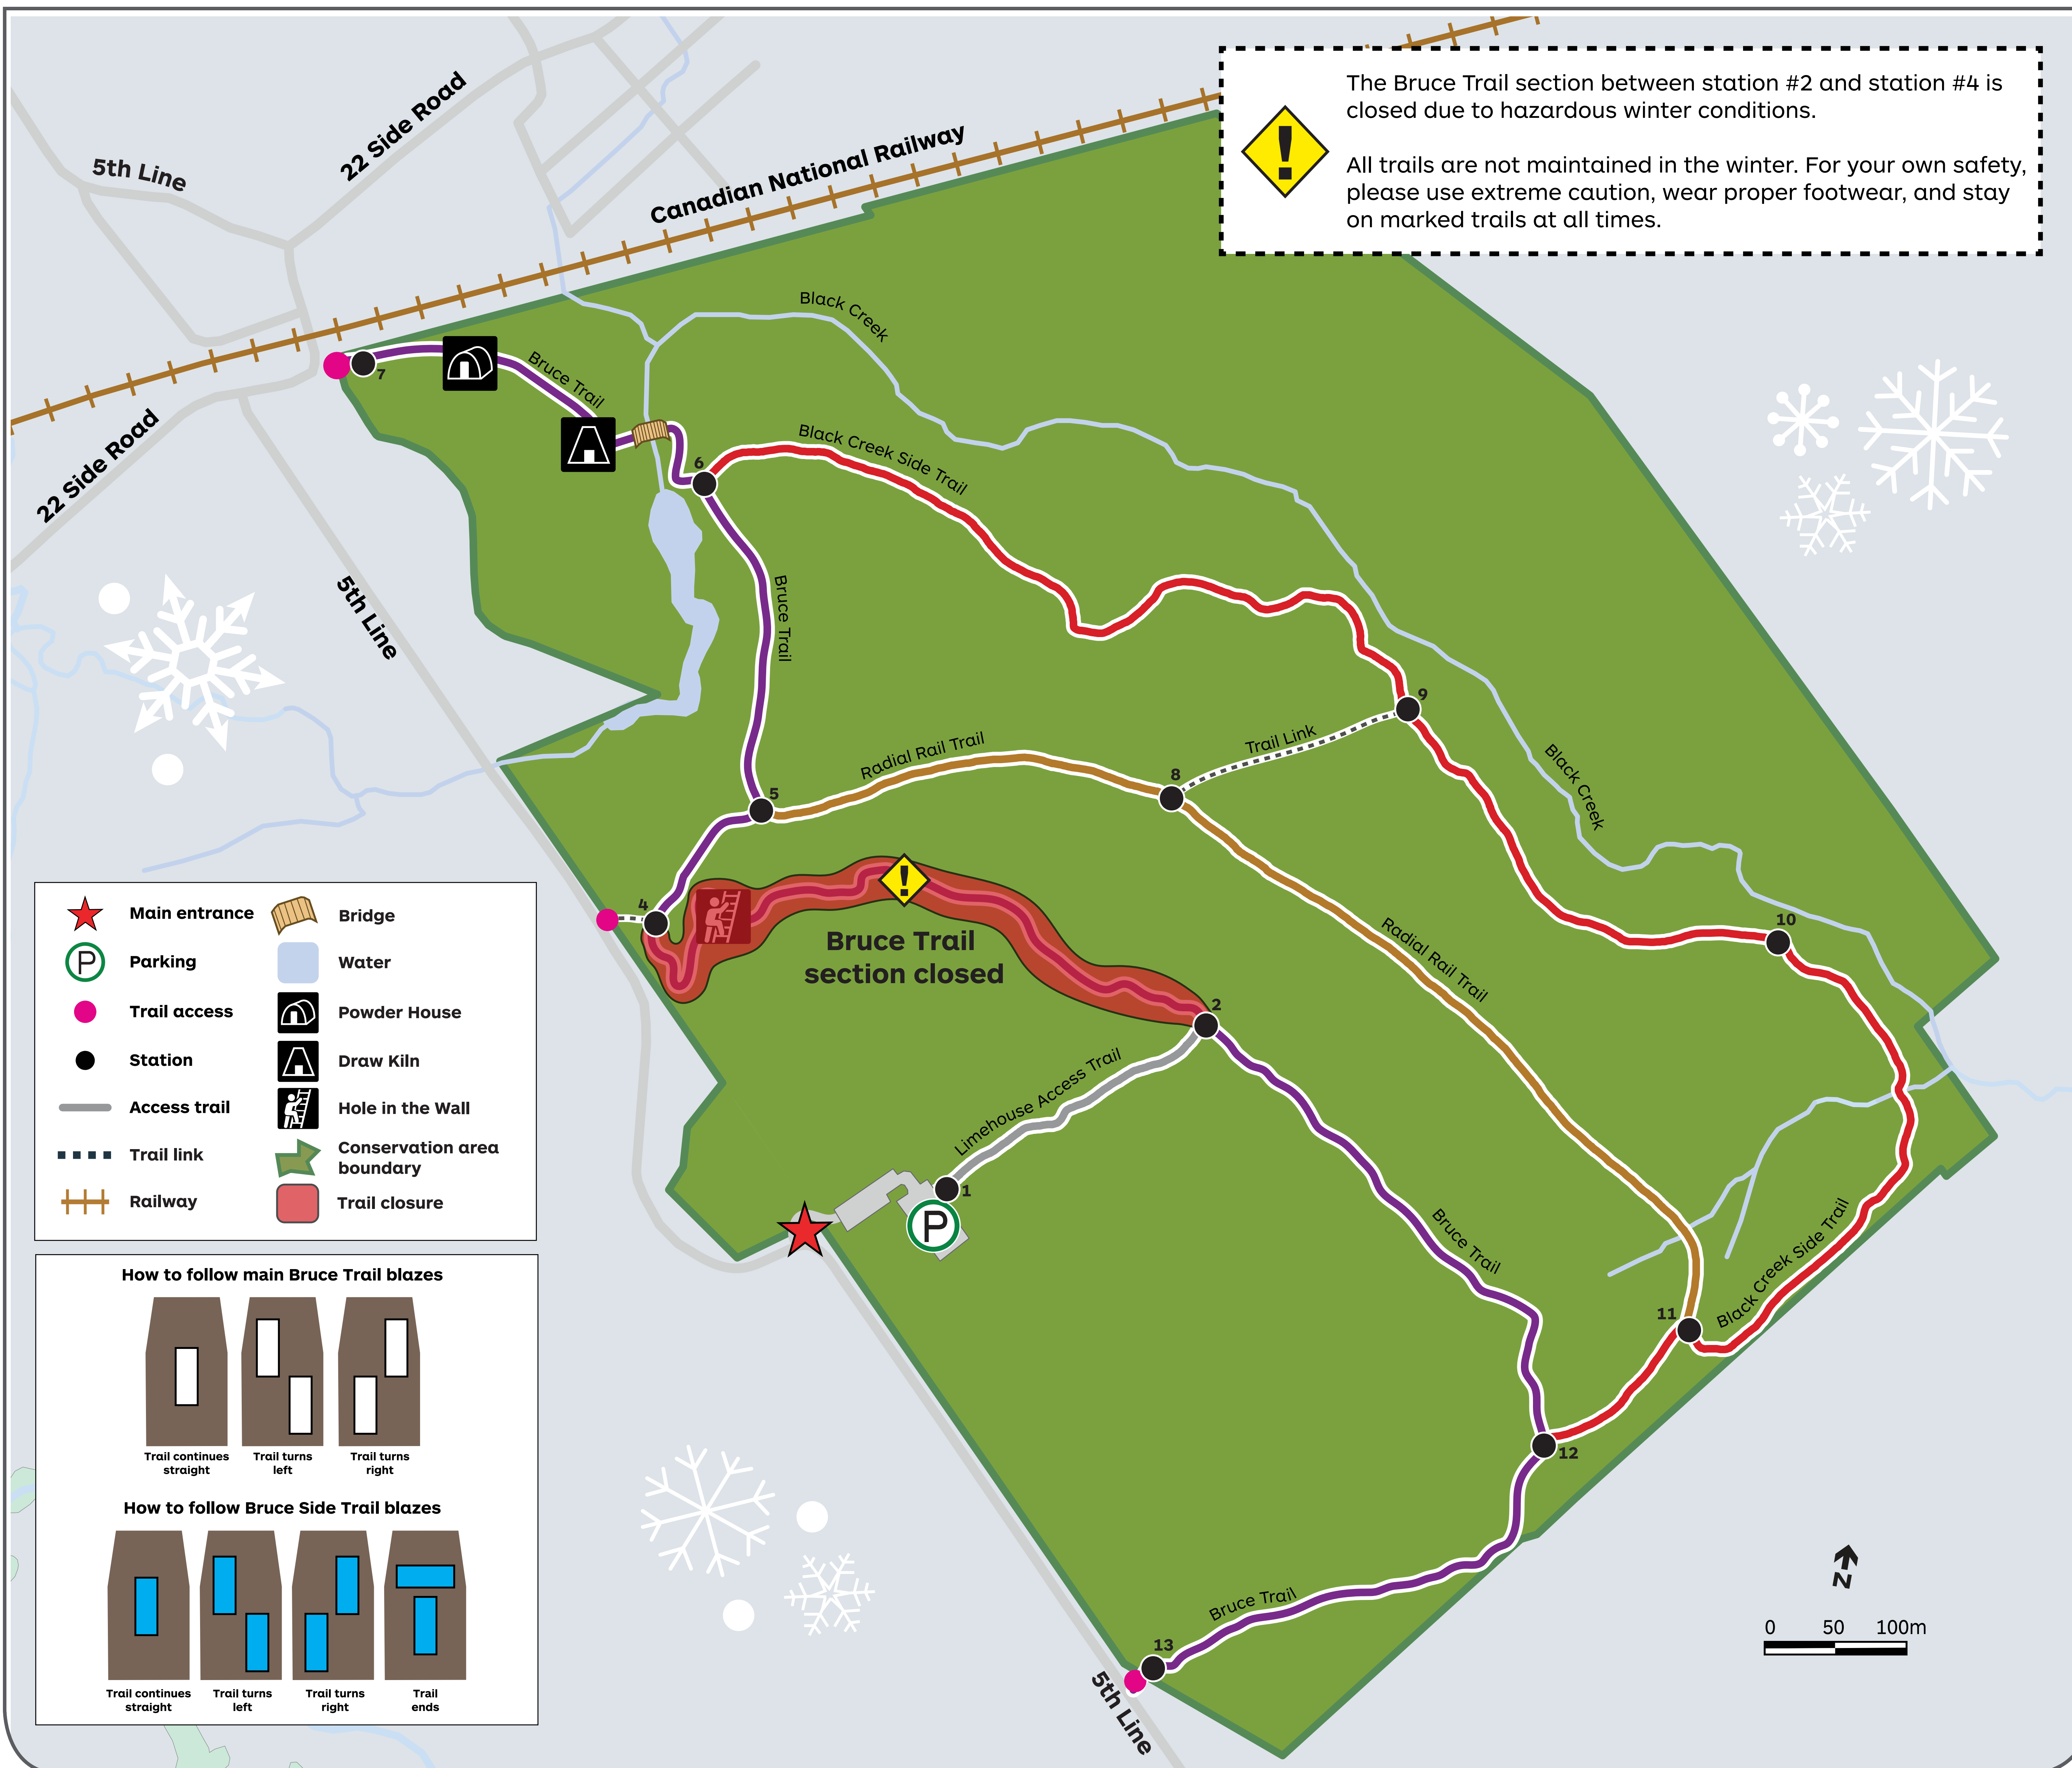 The Bruce Trail section between station #2 and station #4 is
closed due to hazardous winter conditions.
All trails are not maintained in the winter. For your own safety,
please use extreme caution, wear proper footwear, and stay
on marked trails at all times.
22 Side Road
5th Line
Canadian National Railway
Black Creek
7
Bruce Trail
22 Side Road
6
Black Creek Side Trail
5th Line
Bruce Trail
9
Trail Link
Radial Rail Trail
8
5
Black Creek
4
10
Bruce Trail
section closed
Radial Rail Trail
2
Limehouse Access Trail
1
P
Bruce Trail
Black Creek Side Trail
11
12
Bruce Trail
13
5th Line
N
0 50 100m
Main entrance
P
Parking
Trail access
Station
Access trail
Trail link
Railway
Bridge
Water
Powder House
Draw Kiln
Hole in the Wall
Conservation area
boundary
Trail closure
How to follow main Bruce Trail blazes
Trail continues
straight
Trail turns
left
Trail turns
right
How to follow Bruce Side Trail blazes
Trail continues
straight
Trail turns
left
Trail turns
right
Trail
ends